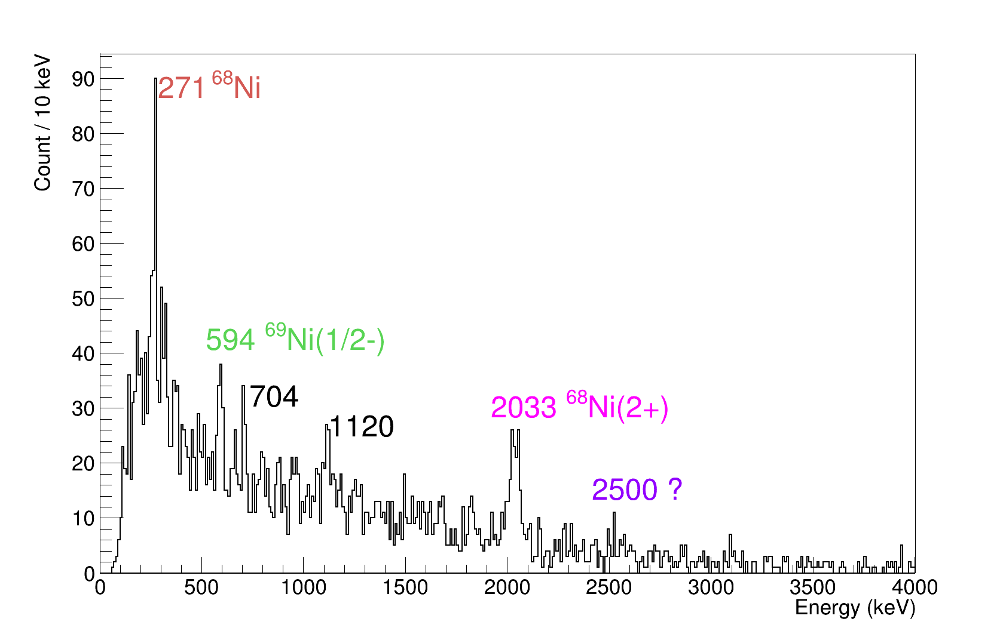 Count / 10 keV
90
80
70
60
50
40
30
20
10
0
271 ⁶⁸Ni
594 ⁶⁹Ni(1/2-)
704
1120
2033 ⁶⁸Ni(2+)
2500 ?
0 500 1000 1500 2000 2500 3000 3500 4000
Energy (keV)